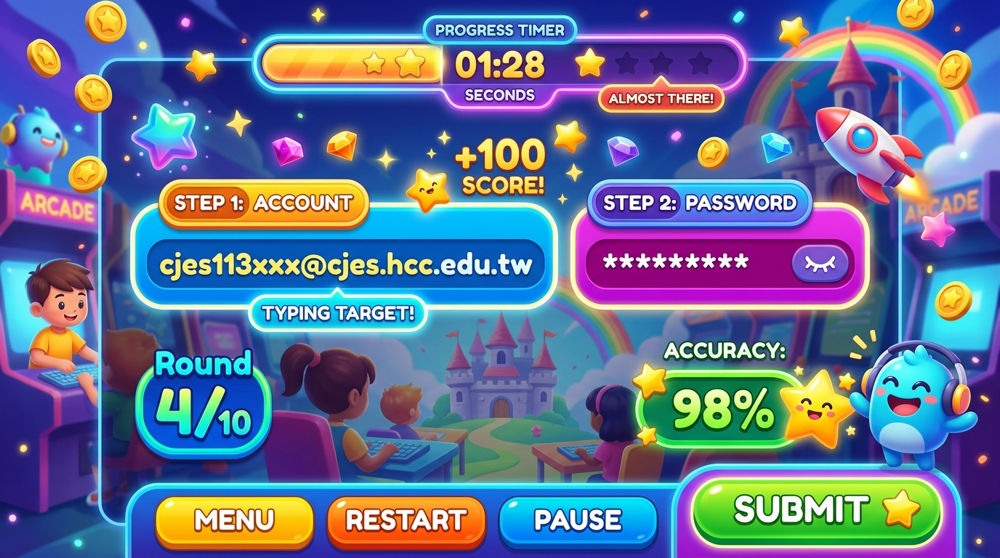 PROGRESS TIMER
01:28
SECONDS
ALMOST THERE!
+100
SCORE!
ARCADE
ARCADE
STEP 1: ACCOUNT
cjes113xxx@cjes.hcc.edu.tw
TYPING TARGET!
STEP 2: PASSWORD
*********
Round
4/10
ACCURACY:
98%
MENU
RESTART
PAUSE
SUBMIT